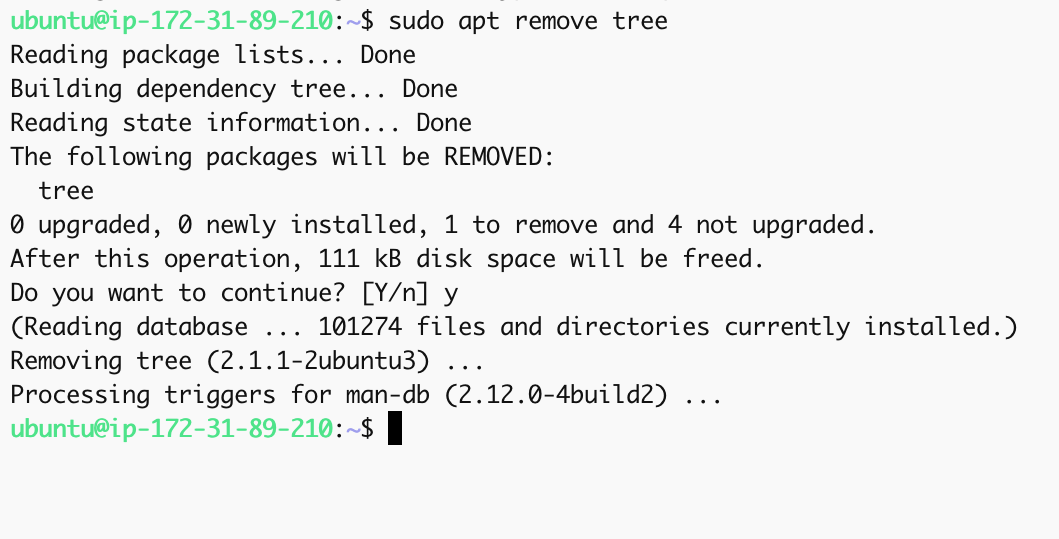 ubuntu@ip-172-31-89-210:~$ sudo apt remove tree
Reading package lists... Done
Building dependency tree... Done
Reading state information... Done
The following packages will be REMOVED:
  tree
0 upgraded, 0 newly installed, 1 to remove and 4 not upgraded.
After this operation, 111 kB disk space will be freed.
Do you want to continue? [Y/n] y
(Reading database ... 101274 files and directories currently installed.)
Removing tree (2.1.1-2ubuntu3) ...
Processing triggers for man-db (2.12.0-4build2) ...
ubuntu@ip-172-31-89-210:~$